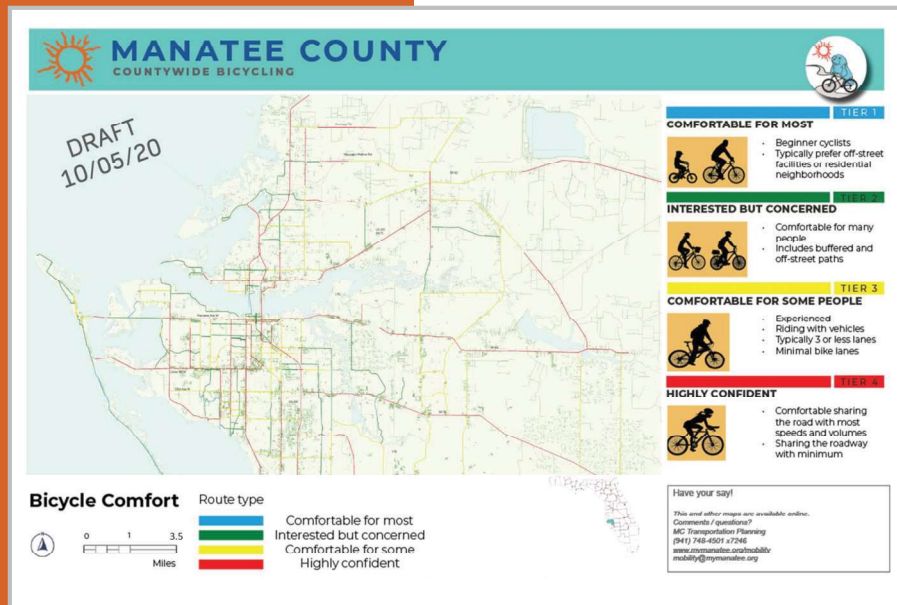 MANATEE COUNTY
COUNTYWIDE BICYCLING
DRAFT
10/05/20
TIER 1
COMFORTABLE FOR MOST
• Beginner cyclists
• Typically prefer off-street
facilities or residential
neighborhoods
TIER 2
INTERESTED BUT CONCERNED
• Comfortable for many
people
• Includes buffered and
off-street paths
TIER 3
COMFORTABLE FOR SOME PEOPLE
• Experienced
• Riding with vehicles
• Typically 3 or less lanes
• Minimal bike lanes
TIER 4
HIGHLY CONFIDENT
• Comfortable sharing
the road with most
speeds and volumes
• Sharing the roadway
with minimum
Bicycle Comfort
Route type
Comfortable for most
Interested but concerned
Comfortable for some
Highly confident
0 1 3.5
Miles
Have your say!
This and other maps are available online.
Comments / questions?
MC Transportation Planning
(941) 748-4501 x7246
www.mymanatee.org/mobility
mobility@mymanatee.org